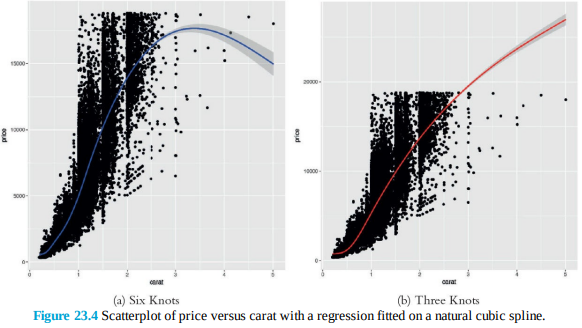 15000
10000
5000
0
price
0
1
2
3
4
5
carat
20000
10000
0
price
0
1
2
3
4
5
carat
(a) Six Knots
(b) Three Knots
Figure 23.4 Scatterplot of price versus carat with a regression fitted on a natural cubic spline.